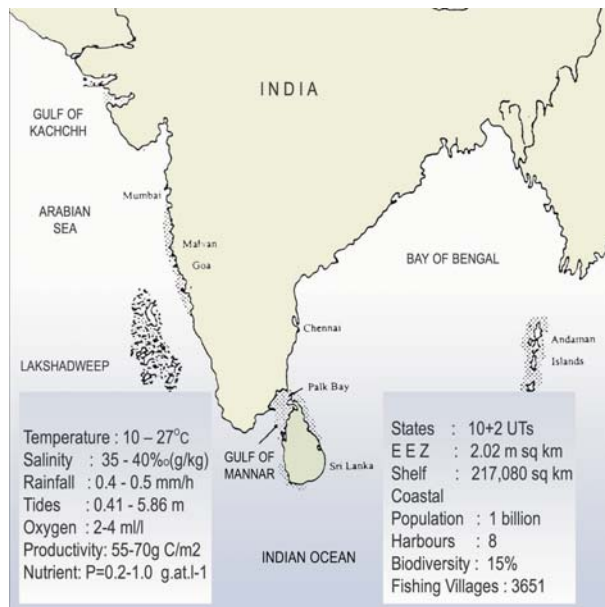 INDIA
GULF OF
KACHCHH
Mumbai
ARABIAN
SEA
Malvan
Goa
BAY OF BENGAL
Chennai
Andaman
Islands
LAKSHADWEEP
Palk Bay
GULF OF
MANNAR
Sri Lanka
INDIAN OCEAN
Temperature : 10 – 27°C
Salinity : 35 - 40‰(g/kg)
Rainfall : 0.4 - 0.5 mm/h
Tides : 0.41 - 5.86 m
Oxygen : 2-4 ml/l
Productivity: 55-70g C/m2
Nutrient: P=0.2-1.0 g.at.l-1
States : 10+2 UTs
E E Z : 2.02 m sq km
Shelf : 217,080 sq km
Coastal
Population : 1 billion
Harbours : 8
Biodiversity : 15%
Fishing Villages : 3651